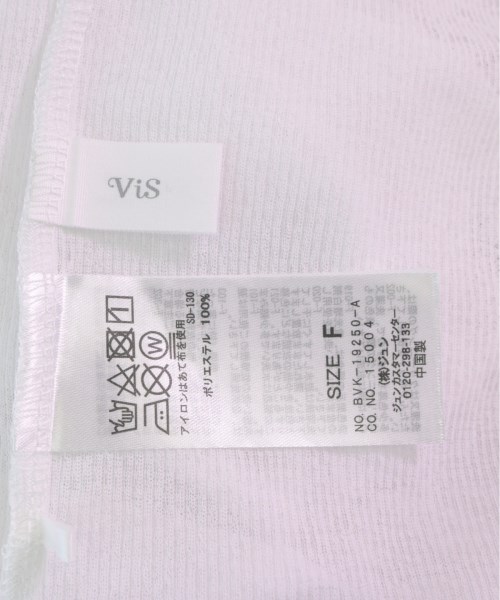 ViS
アイロンはあて布を使用
SD-130
ポリエステル 100%
SIZE F
NO. BVK-19250-A
CO. NO. 15004
(株)ジュン
ジュンカスタマーセンター
0120-298-133
中国製